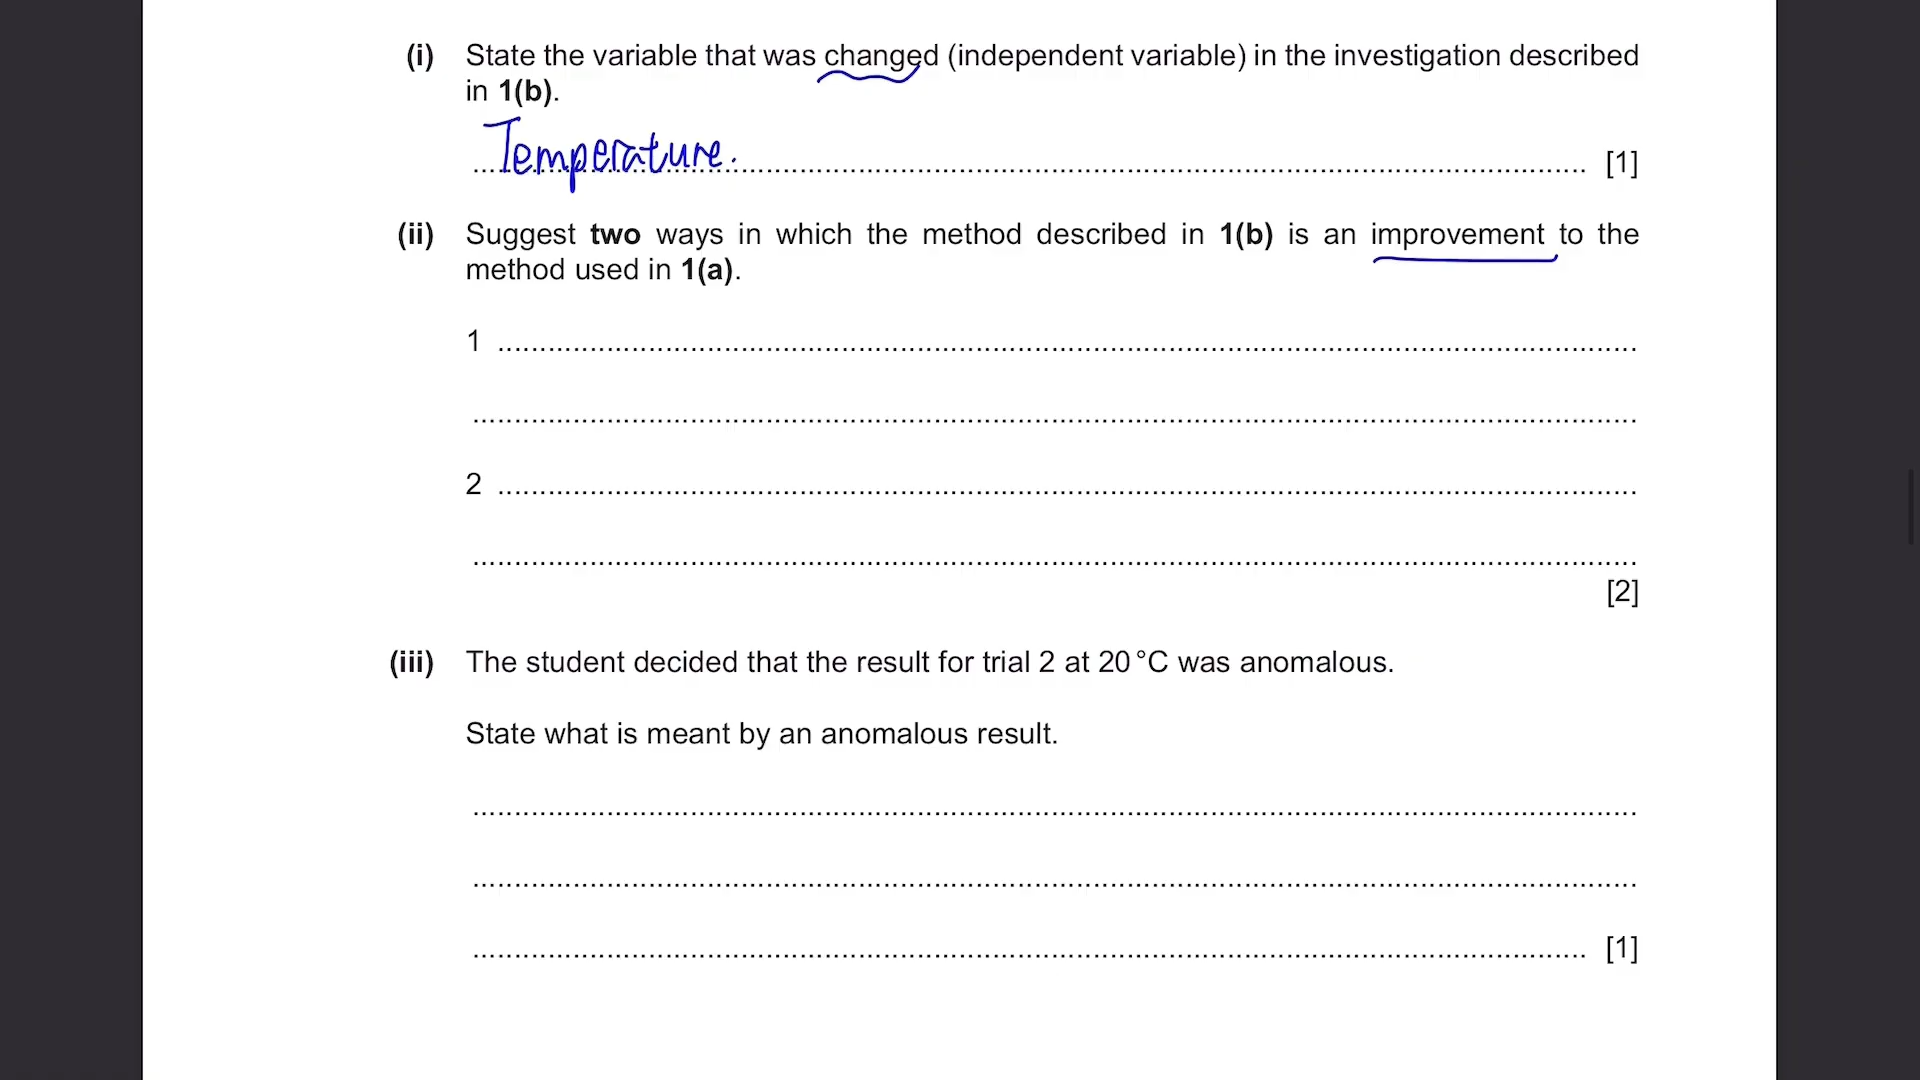 (i) State the variable that was changed (independent variable) in the investigation described
in 1(b).
Temperature. [1]
(ii) Suggest two ways in which the method described in 1(b) is an improvement to the
method used in 1(a).
1
2
[2]
(iii) The student decided that the result for trial 2 at 20 °C was anomalous.
State what is meant by an anomalous result.
[1]